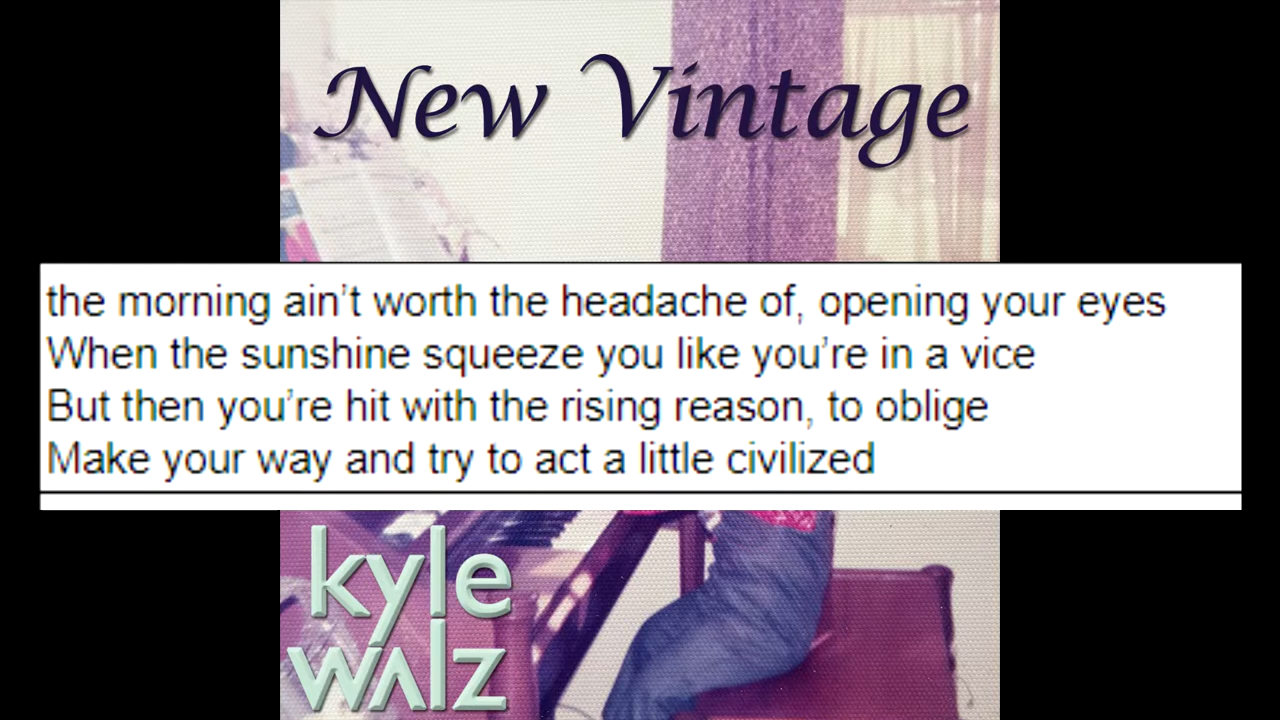 New Vintage
the morning ain’t worth the headache of, opening your eyes
When the sunshine squeeze you like you’re in a vice
But then you’re hit with the rising reason, to oblige
Make your way and try to act a little civilized
kyle
walz